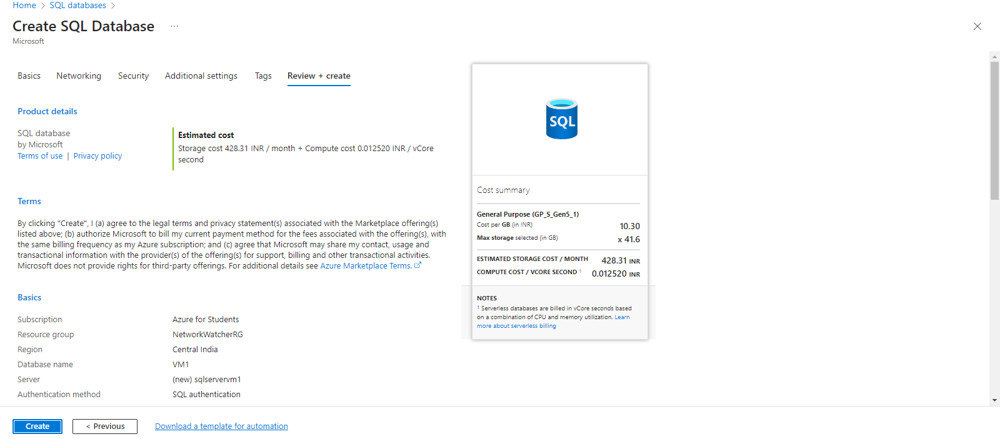 Home > SQL databases >
Create SQL Database ...
Microsoft
Basics Networking Security Additional settings Tags Review + create
Product details
SQL database
by Microsoft
Terms of use | Privacy policy
Estimated cost
Storage cost 428.31 INR / month + Compute cost 0.012520 INR / vCore
second
Terms
By clicking "Create", I (a) agree to the legal terms and privacy statement(s) associated with the Marketplace offering(s)
listed above; (b) authorize Microsoft to bill my current payment method for the fees associated with the offering(s), with
the same billing frequency as my Azure subscription; and (c) agree that Microsoft may share my contact, usage and
transactional information with the provider(s) of the offering(s) for support, billing and other transactional activities.
Microsoft does not provide rights for third-party offerings. For additional details see Azure Marketplace Terms.
Basics
Subscription Azure for Students
Resource group NetworkWatcherRG
Region Central India
Database name VM1
Server (new) sqlservervm1
Authentication method SQL authentication
SQL
Cost summary
General Purpose (GP_S_Gen5_1)
Cost per GB (in INR) 10.30
Max storage selected (in GB) x 41.6
ESTIMATED STORAGE COST / MONTH 428.31 INR
COMPUTE COST / VCORE SECOND 1 0.012520 INR
NOTES
1 Serverless databases are billed in vCore seconds based
on a combination of CPU and memory utilization. Learn
more about serverless billing
Create < Previous Download a template for automation